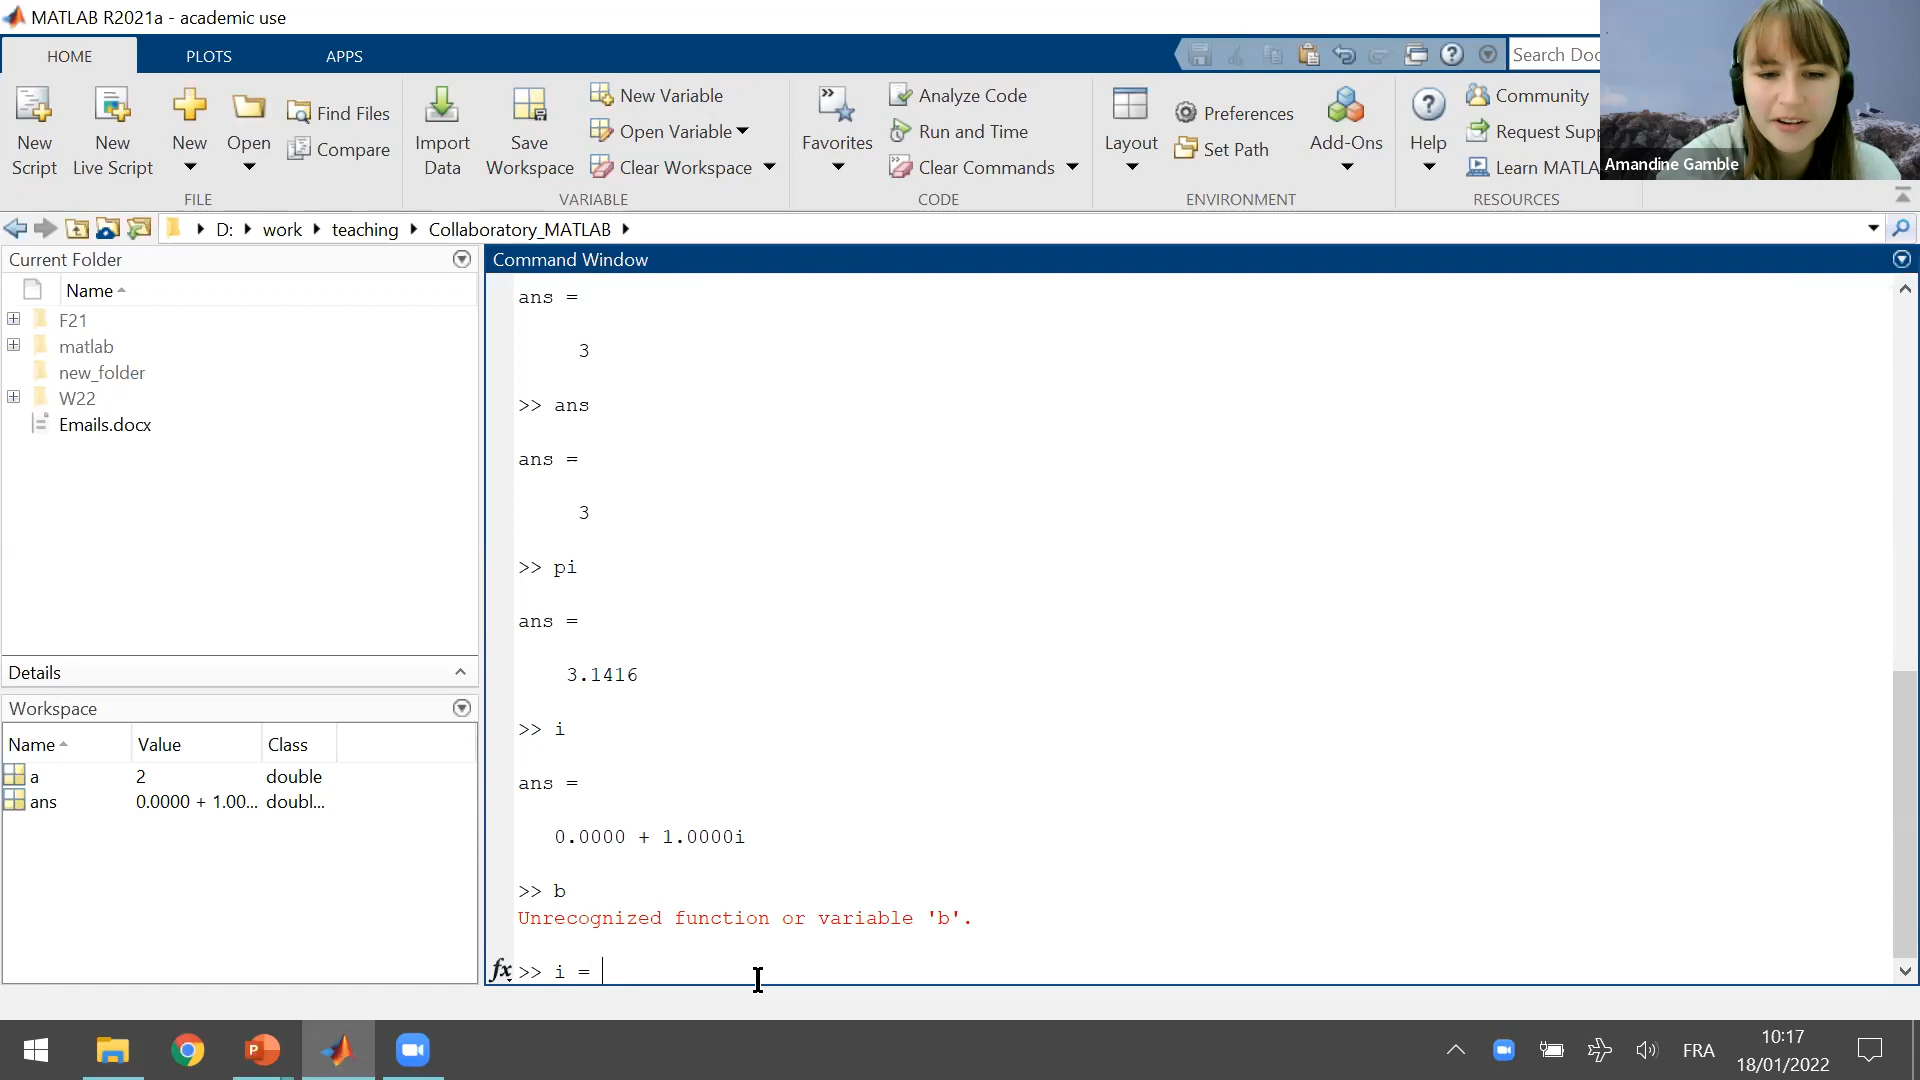 MATLAB R2021a - academic use
HOME
PLOTS
APPS
Search Doc
New Script
New Live Script
New
Open
Find Files
Compare
FILE
Import Data
Save Workspace
New Variable
Open Variable
Clear Workspace
VARIABLE
Favorites
Analyze Code
Run and Time
Clear Commands
CODE
Layout
Preferences
Set Path
Add-Ons
ENVIRONMENT
Help
Community
Request Supp
Learn MATLA
RESOURCES
Amandine Gamble
D: work teaching Collaboratory_MATLAB
Current Folder
Name
F21
matlab
new_folder
W22
Emails.docx
Details
Workspace
Name Value Class
a 2 double
ans 0.0000 + 1.00... doubl...
Command Window
ans =
3
>> ans
ans =
3
>> pi
ans =
3.1416
>> i
ans =
0.0000 + 1.0000i
>> b
Unrecognized function or variable 'b'.
fx >> i =
FRA
10:17
18/01/2022